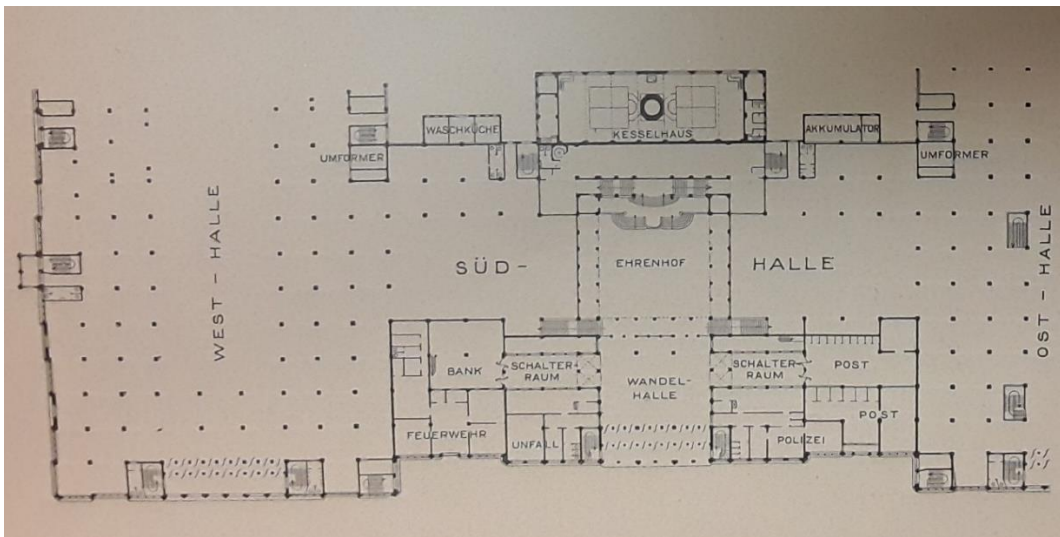 WASCHKÜCHE
KESSELHAUS
AKKUMULATOR
UMFORMER
UMFORMER
WEST - HALLE
SÜD-
EHRENHOF
HALLE
OST - HALLE
BANK
SCHALTER-
RAUM
WANDEL-
HALLE
SCHALTER-
RAUM
POST
POST
FEUERWEHR
UNFALL
POLIZEI